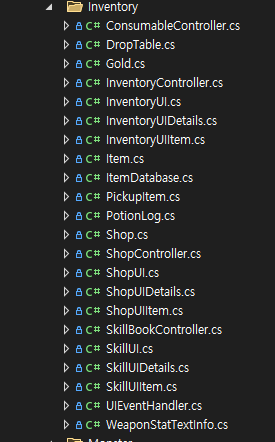 Inventory
C# ConsumableController.cs
C# DropTable.cs
C# Gold.cs
C# InventoryController.cs
C# InventoryUI.cs
C# InventoryUIDetails.cs
C# InventoryUIItem.cs
C# Item.cs
C# ItemDatabase.cs
C# PickupItem.cs
C# PotionLog.cs
C# Shop.cs
C# ShopController.cs
C# ShopUI.cs
C# ShopUIDetails.cs
C# ShopUIItem.cs
C# SkillBookController.cs
C# SkillUI.cs
C# SkillUIDetails.cs
C# SkillUIItem.cs
C# UIEventHandler.cs
C# WeaponStatTextInfo.cs